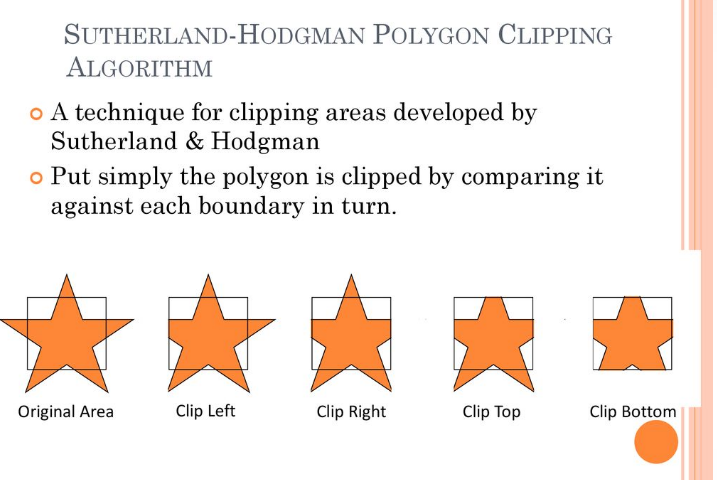 SUTHERLAND-HODGMAN POLYGON CLIPPING
ALGORITHM
A technique for clipping areas developed by
Sutherland & Hodgman
Put simply the polygon is clipped by comparing it
against each boundary in turn.
Original Area
Clip Left
Clip Right
Clip Top
Clip Bottom